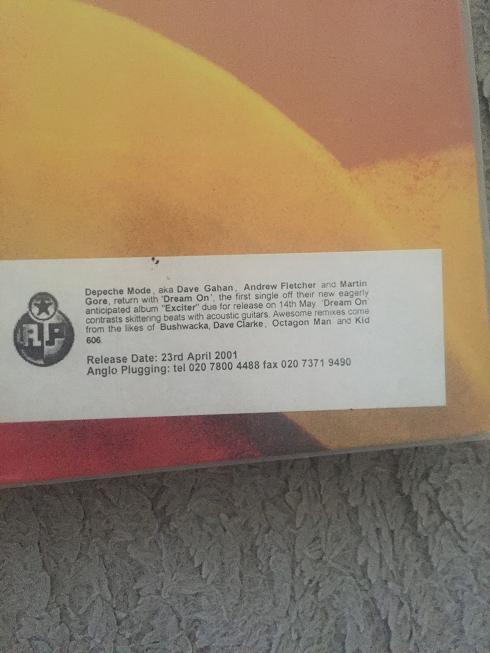 AP
Depeche Mode, aka Dave Gahan, Andrew Fletcher and Martin
Gore, return with 'Dream On', the first single off their new eagerly
anticipated album "Exciter" due for release on 14th May. 'Dream On'
contrasts skittering beats with acoustic guitars. Awesome remixes come
from the likes of Bushwacka, Dave Clarke, Octagon Man and Kid
606.
Release Date: 23rd April 2001
Anglo Plugging: tel 020 7800 4488 fax 020 7371 9490